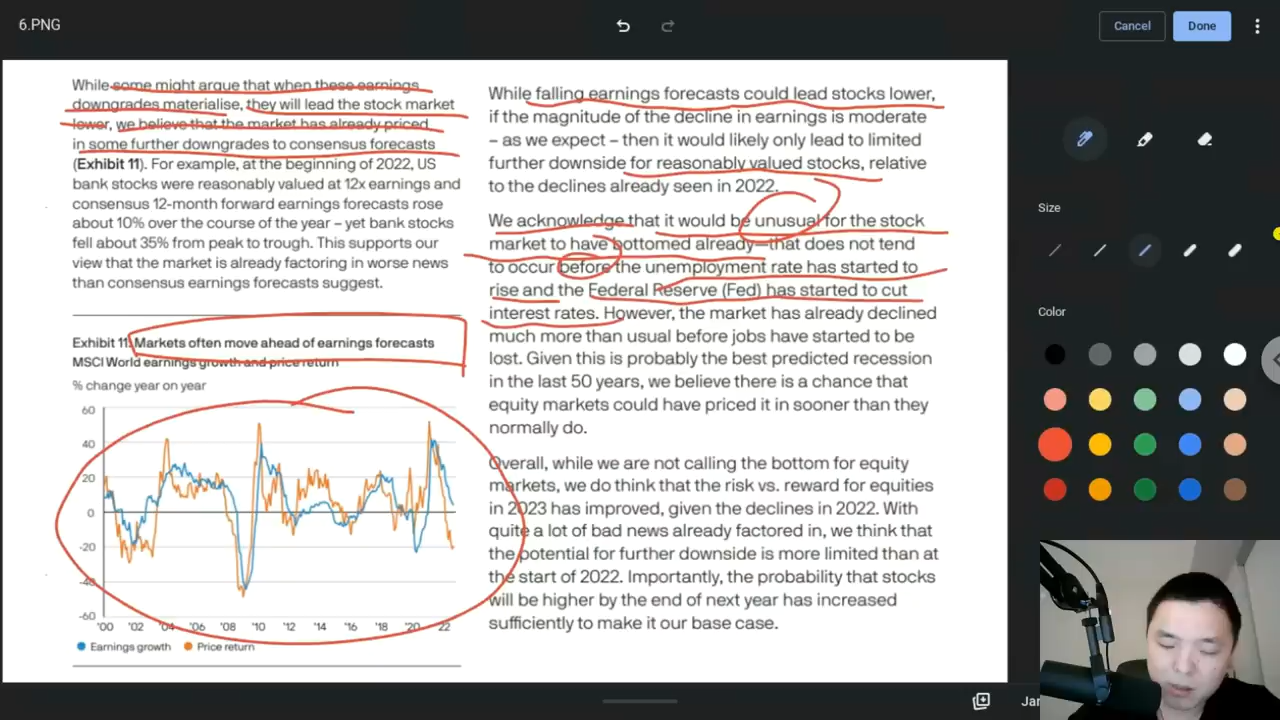 6.PNG
Cancel
Done
While some might argue that when these earnings
downgrades materialise, they will lead the stock market
lower, we believe that the market has already priced
in some further downgrades to consensus forecasts
(Exhibit 11). For example, at the beginning of 2022, US
bank stocks were reasonably valued at 12x earnings and
consensus 12-month forward earnings forecasts rose
about 10% over the course of the year – yet bank stocks
fell about 35% from peak to trough. This supports our
view that the market is already factoring in worse news
than consensus earnings forecasts suggest.
Exhibit 11: Markets often move ahead of earnings forecasts
MSCI World earnings growth and price return
% change year on year
60
40
20
0
-20
-40
-60
'00 '02 '04 '06 '08 '10 '12 '14 '16 '18 '20 '22
Earnings growth Price return
While falling earnings forecasts could lead stocks lower,
if the magnitude of the decline in earnings is moderate
– as we expect – then it would likely only lead to limited
further downside for reasonably valued stocks, relative
to the declines already seen in 2022.
We acknowledge that it would be unusual for the stock
market to have bottomed already—that does not tend
to occur before the unemployment rate has started to
rise and the Federal Reserve (Fed) has started to cut
interest rates. However, the market has already declined
much more than usual before jobs have started to be
lost. Given this is probably the best predicted recession
in the last 50 years, we believe there is a chance that
equity markets could have priced it in sooner than they
normally do.
Overall, while we are not calling the bottom for equity
markets, we do think that the risk vs. reward for equities
in 2023 has improved, given the declines in 2022. With
quite a lot of bad news already factored in, we think that
the potential for further downside is more limited than at
the start of 2022. Importantly, the probability that stocks
will be higher by the end of next year has increased
sufficiently to make it our base case.
Size
Color